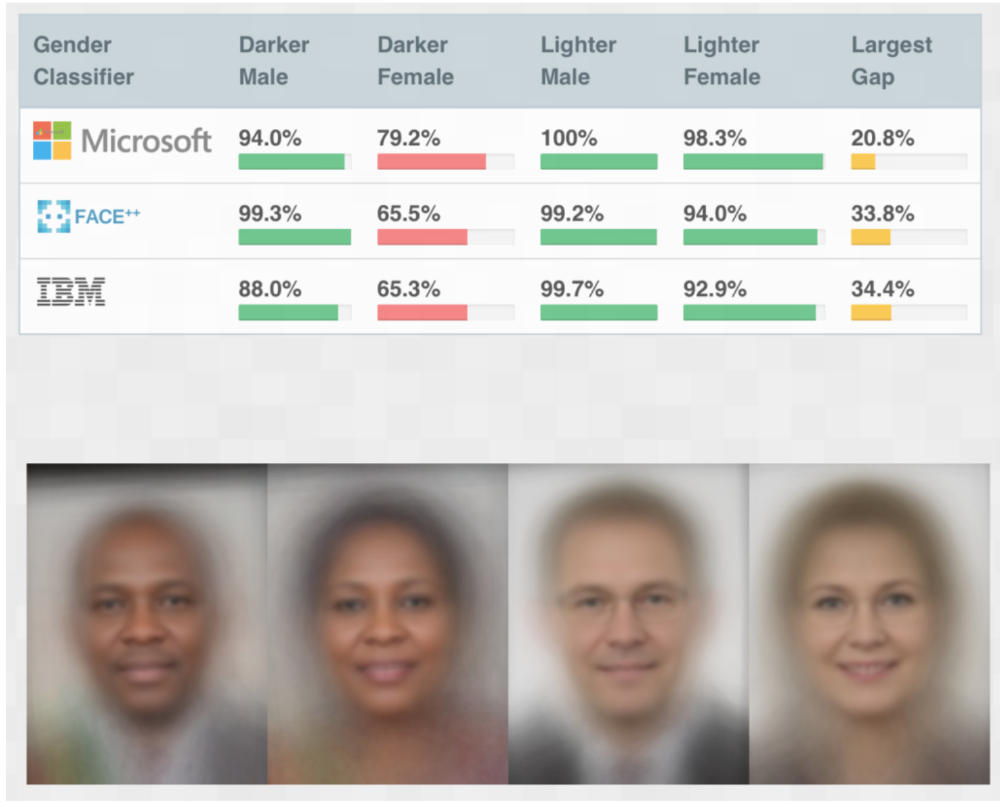 Gender Classifier Darker Male Darker Female Lighter Male Lighter Female Largest Gap
Microsoft 94.0% 79.2% 100% 98.3% 20.8%
FACE++ 99.3% 65.5% 99.2% 94.0% 33.8%
IBM 88.0% 65.3% 99.7% 92.9% 34.4%